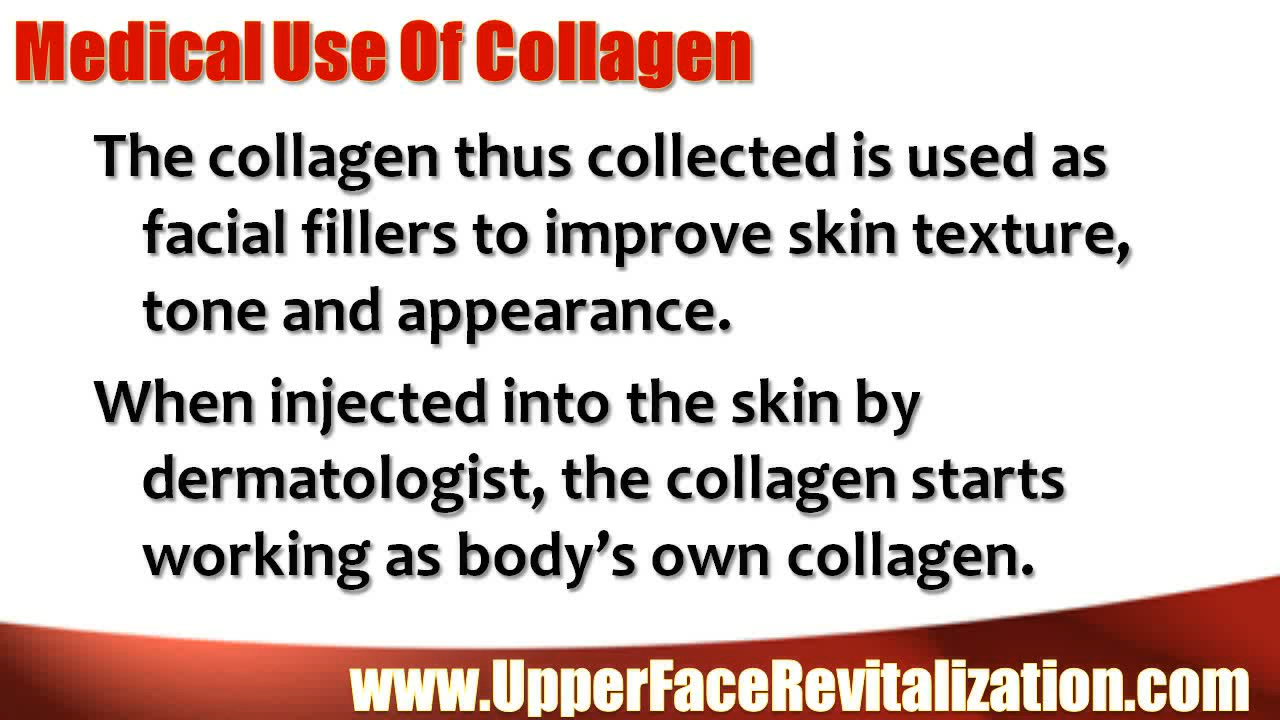 Medical Use Of Collagen
The collagen thus collected is used as
facial fillers to improve skin texture,
tone and appearance.
When injected into the skin by
dermatologist, the collagen starts
working as body’s own collagen.
www.UpperFaceRevitalization.com